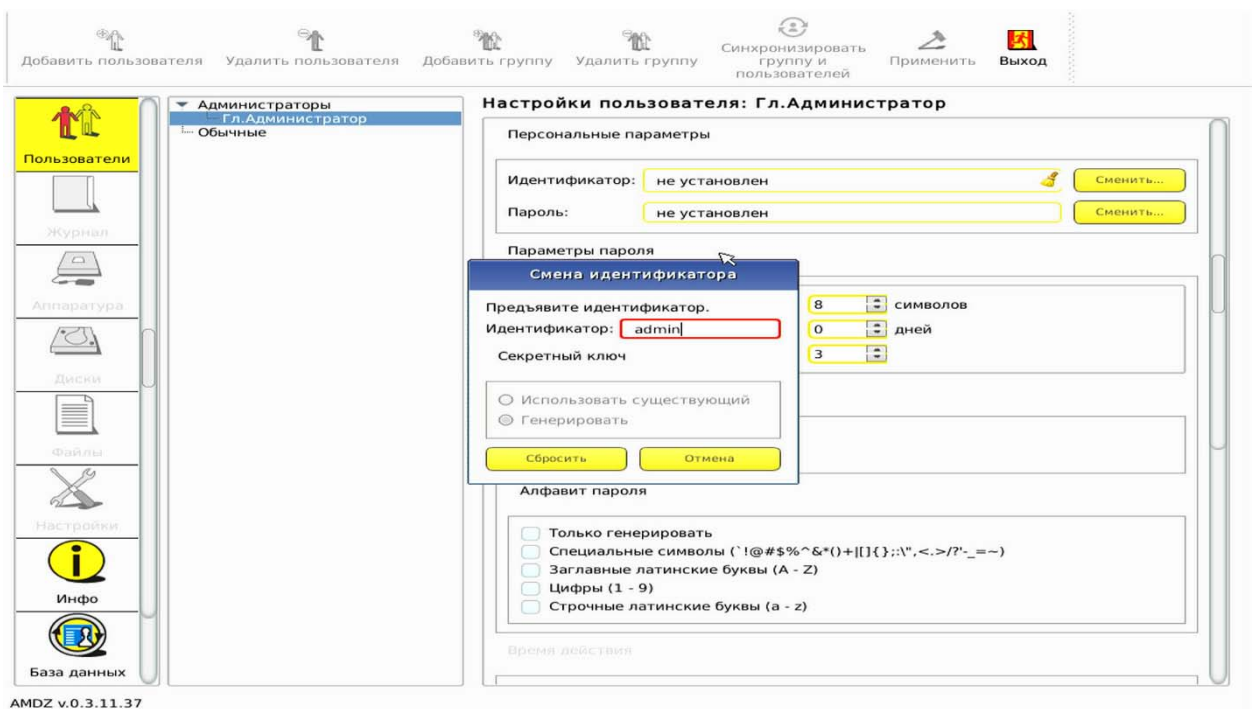 Добавить пользователя
Удалить пользователя
Добавить группу
Удалить группу
Синхронизировать
группу и
пользователей
Применить
Выход
Пользователи
Журнал
Аппаратура
Диски
Файлы
Настройки
Инфо
База данных
Администраторы
Гл.Администратор
Обычные
Настройки пользователя: Гл.Администратор
Персональные параметры
Идентификатор: не установлен Сменить...
Пароль: не установлен Сменить...
Параметры пароля
8 символов
0 дней
3
Смена идентификатора
Предъявите идентификатор.
Идентификатор: admin
Секретный ключ
Использовать существующий
Генерировать
Сбросить Отмена
Алфавит пароля
Только генерировать
Специальные символы (`!@#$%^&*()+|[]{};:\",<.>/?'-_=~)
Заглавные латинские буквы (A - Z)
Цифры (1 - 9)
Строчные латинские буквы (a - z)
Время действия
AMDZ v.0.3.11.37